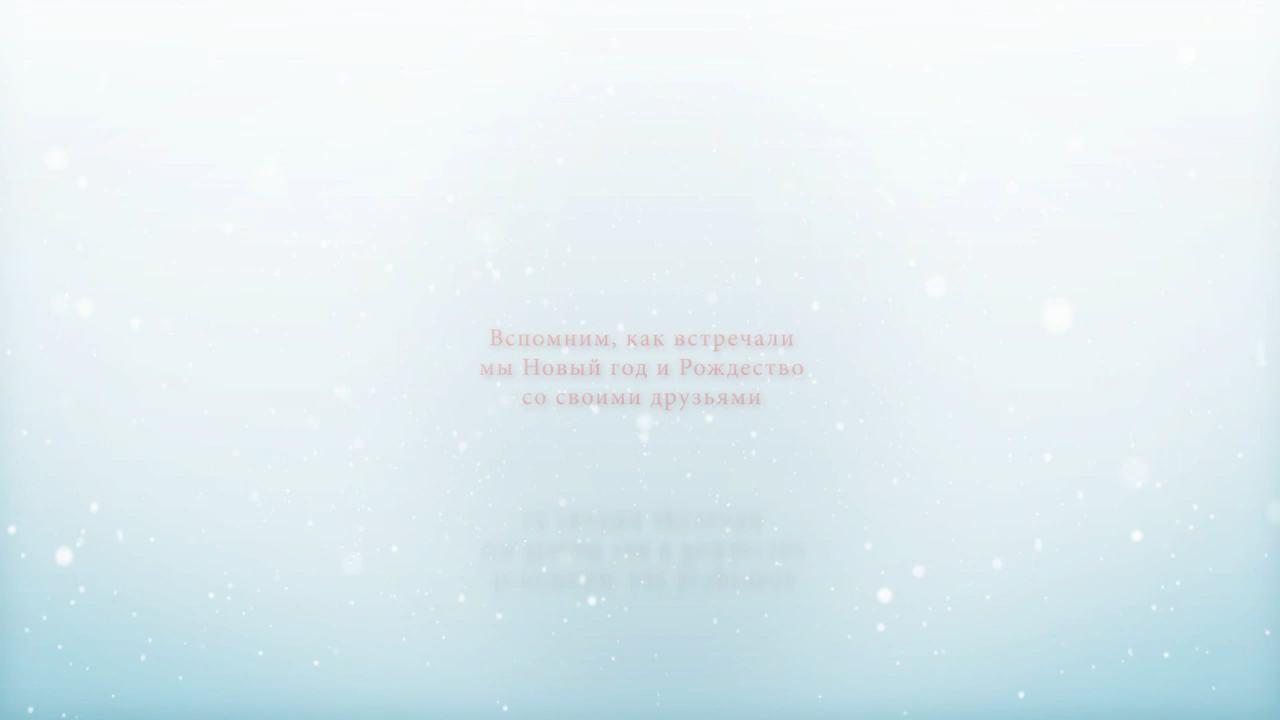 Вспомним, как встречали
мы Новый год и Рождество
со своими друзьями